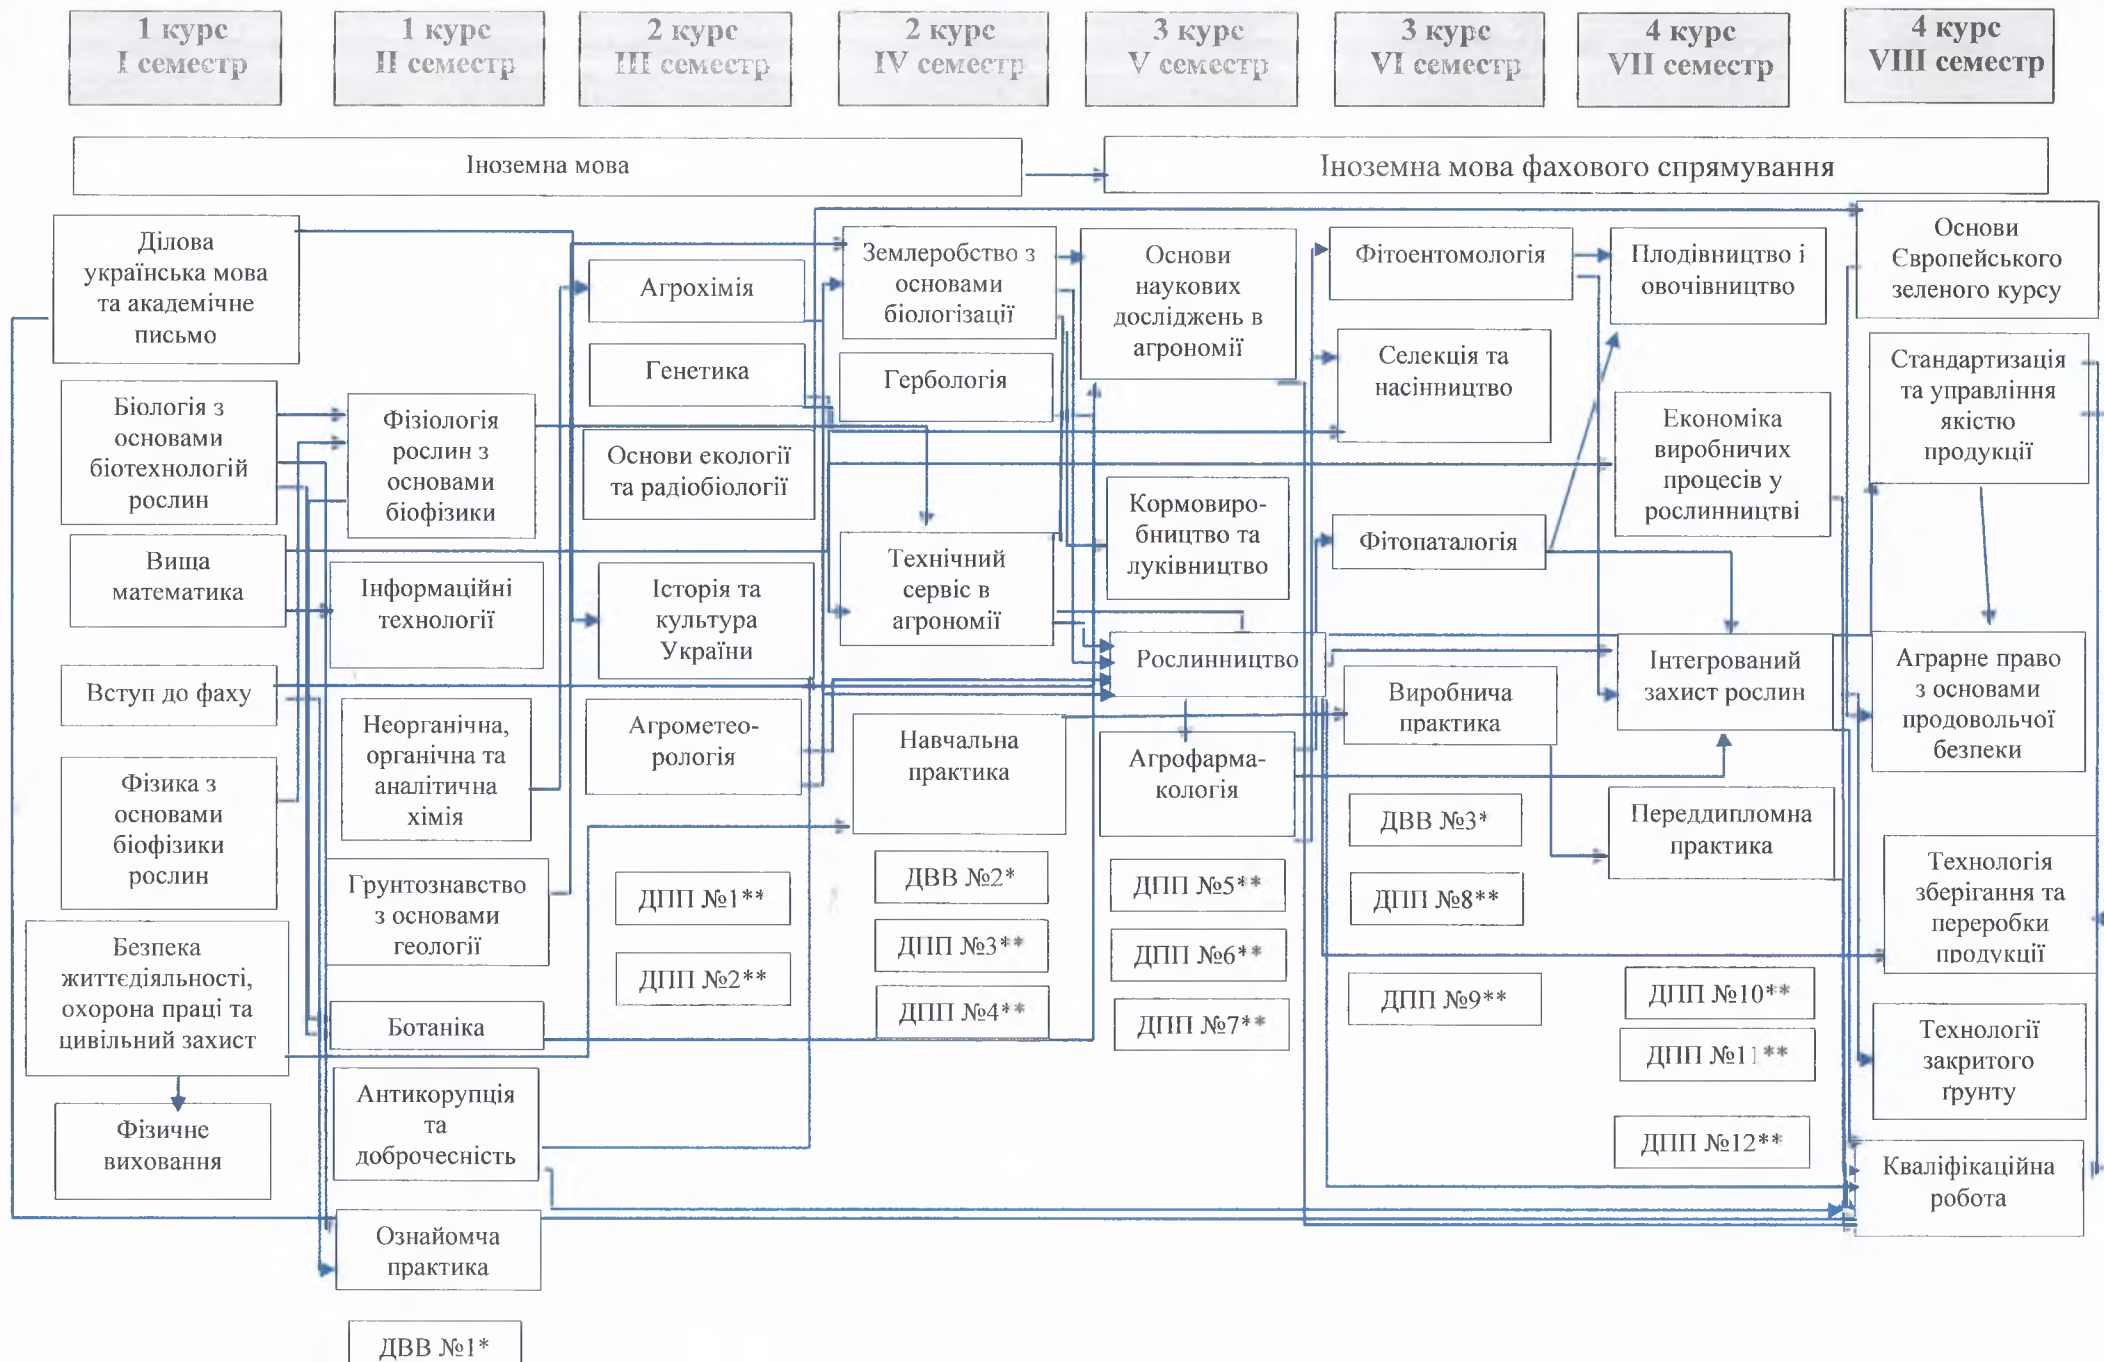 1 курс
I семестр
1 курс
II семестр
2 курс
III семестр
2 курс
IV семестр
3 курс
V семестр
3 курс
VI семестр
4 курс
VII семестр
4 курс
VIII семестр
Іноземна мова
Іноземна мова фахового спрямування
Ділова
українська мова
та академічне
письмо
Біологія з
основами
біотехнологій
рослин
Вища
математика
Вступ до фаху
Фізика з
основами
біофізики
рослин
Безпека
життєдіяльності,
охорона праці та
цивільний захист
Фізичне
виховання
Фізіологія
рослин з
основами
біофізики
Інформаційні
технології
Неорганічна,
органічна та
аналітична
хімія
Грунтознавство
з основами
геології
Ботаніка
Антикорупція
та
доброчесність
Ознайомча
практика
ДВВ №1*
Агрохімія
Генетика
Основи екології
та радіобіології
Історія та
культура
України
Агрометео-
рологія
ДПП №1**
ДПП №2**
Землеробство з
основами
біологізації
Гербологія
Технічний
сервіс в
агрономії
Навчальна
практика
ДВВ №2*
ДПП №3**
ДПП №4**
Основи
наукових
досліджень в
агрономії
Кормовиро-
бництво та
луківництво
Рослинництво
Агрофарма-
кологія
ДПП №5**
ДПП №6**
ДПП №7**
Фітоентомологія
Селекція та
насінництво
Фітопаталогія
Виробнича
практика
ДВВ №3*
ДПП №8**
ДПП №9**
Плодівництво і
овочівництво
Економіка
виробничих
процесів у
рослинництві
Інтегрований
захист рослин
Переддипломна
практика
ДПП №10**
ДПП №11**
ДПП №12**
Основи
Європейського
зеленого курсу
Стандартизація
та управління
якістю
продукції
Аграрне право
з основами
продовольчої
безпеки
Технологія
зберігання та
переробки
продукції
Технології
закритого
ґрунту
Кваліфікаційна
робота